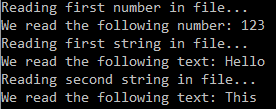 Reading first number in file...
We read the following number: 123
Reading first string in file...
We read the following text: Hello
Reading second string in file...
We read the following text: This